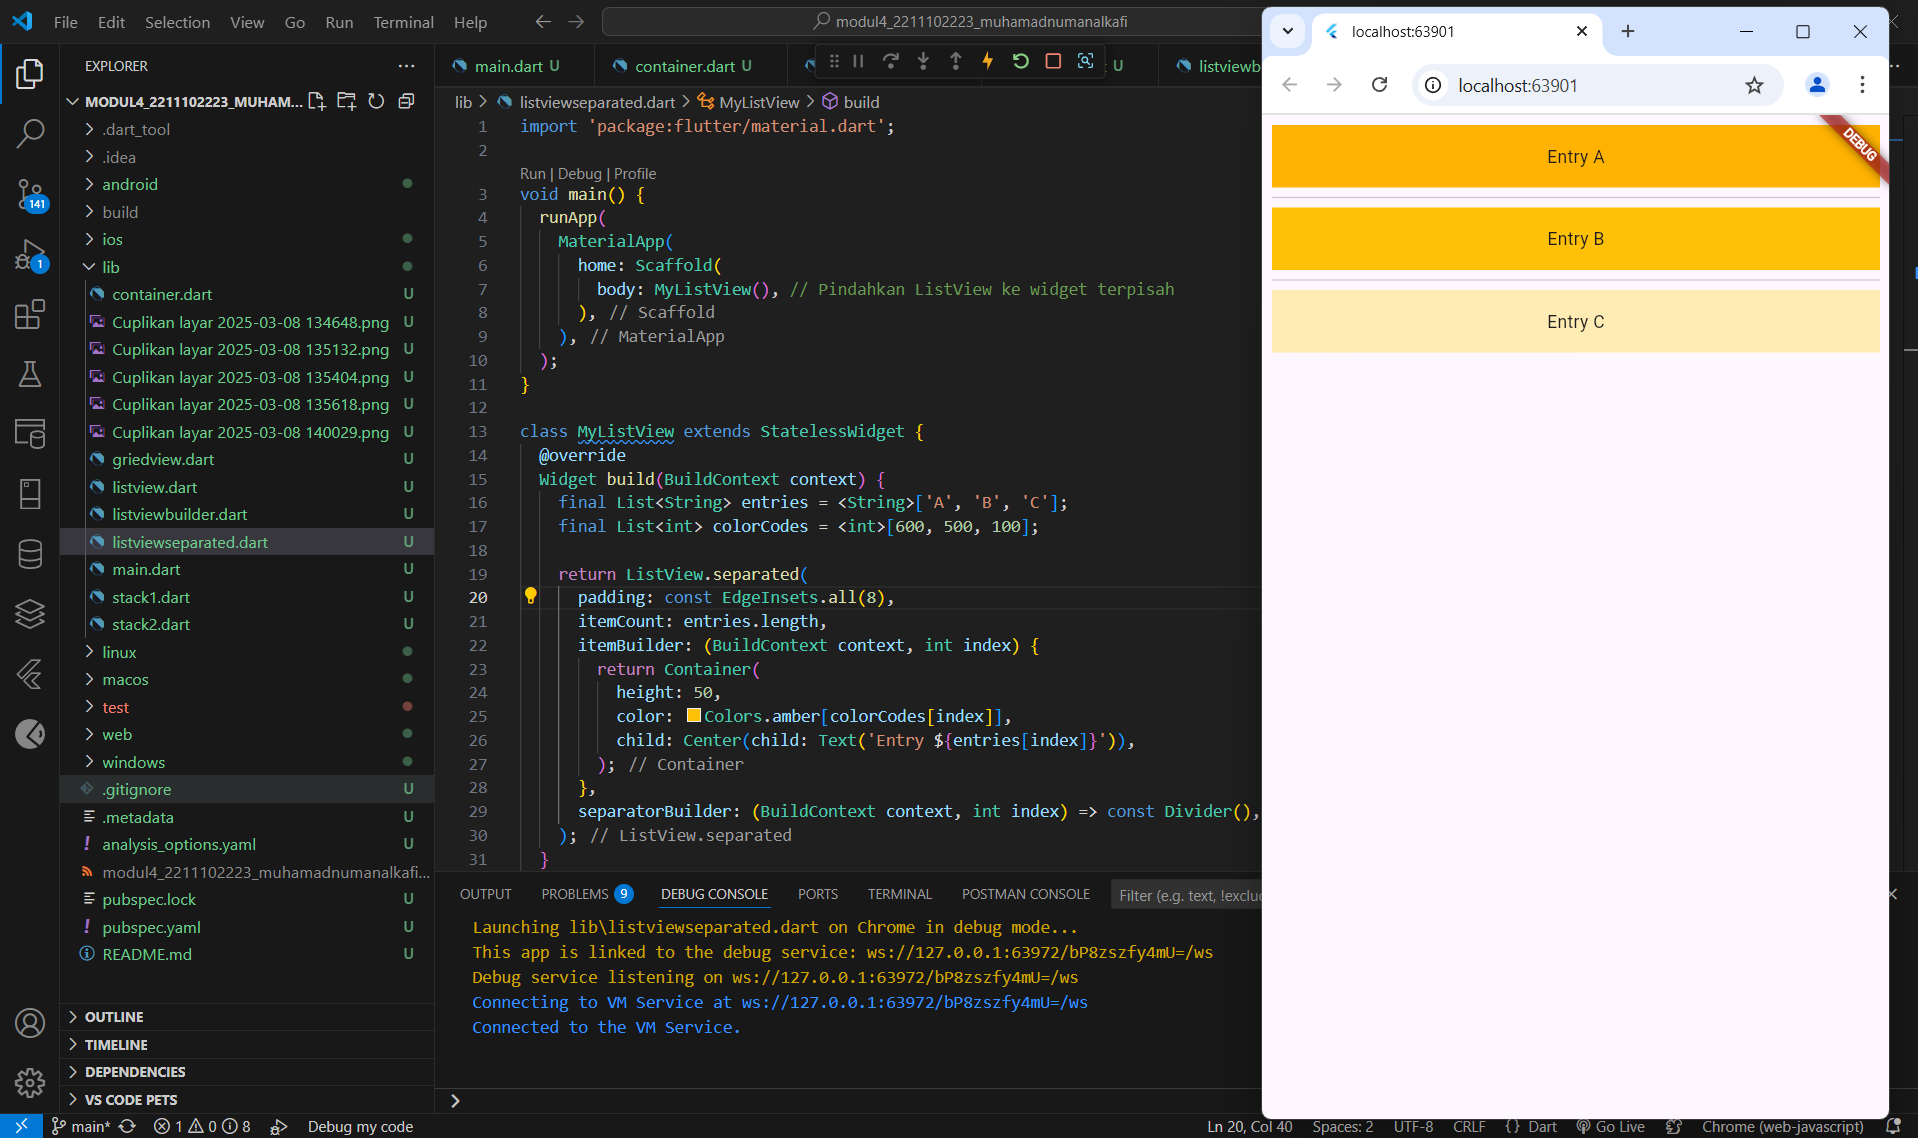 File Edit Selection View Go Run Terminal Help
modul4_2211102223_muhamadnumanalkafi
EXPLORER
MODUL4_2211102223_MUHAM...
.dart_tool
.idea
android
build
ios
lib
container.dart U
Cuplikan layar 2025-03-08 134648.png U
Cuplikan layar 2025-03-08 135132.png U
Cuplikan layar 2025-03-08 135404.png U
Cuplikan layar 2025-03-08 135618.png U
Cuplikan layar 2025-03-08 140029.png U
griedview.dart U
listview.dart U
listviewbuilder.dart U
listviewseparated.dart U
main.dart U
stack1.dart U
stack2.dart U
linux
macos
test
web
windows
.gitignore U
.metadata U
analysis_options.yaml U
modul4_2211102223_muhamadnumanalkafi...
pubspec.lock U
pubspec.yaml U
README.md U
OUTLINE
TIMELINE
DEPENDENCIES
VS CODE PETS
141
1
main.dart U container.dart U U listviewb
lib > listviewseparated.dart > MyListView > build
1 import 'package:flutter/material.dart';
2
Run | Debug | Profile
3 void main() {
4 runApp(
5 MaterialApp(
6 home: Scaffold(
7 body: MyListView(), // Pindahkan ListView ke widget terpisah
8 ), // Scaffold
9 ), // MaterialApp
10 );
11 }
12
13 class MyListView extends StatelessWidget {
14 @override
15 Widget build(BuildContext context) {
16 final List<String> entries = <String>['A', 'B', 'C'];
17 final List<int> colorCodes = <int>[600, 500, 100];
18
19 return ListView.separated(
20 padding: const EdgeInsets.all(8),
21 itemCount: entries.length,
22 itemBuilder: (BuildContext context, int index) {
23 return Container(
24 height: 50,
25 color: Colors.amber[colorCodes[index]],
26 child: Center(child: Text('Entry ${entries[index]}')),
27 ); // Container
28 },
29 separatorBuilder: (BuildContext context, int index) => const Divider(),
30 ); // ListView.separated
31 }
OUTPUT PROBLEMS 9 DEBUG CONSOLE PORTS TERMINAL POSTMAN CONSOLE Filter (e.g. text, !exclu
Launching lib\listviewseparated.dart on Chrome in debug mode...
This app is linked to the debug service: ws://127.0.0.1:63972/bP8zszfy4mU=/ws
Debug service listening on ws://127.0.0.1:63972/bP8zszfy4mU=/ws
Connecting to VM Service at ws://127.0.0.1:63972/bP8zszfy4mU=/ws
Connected to the VM Service.
localhost:63901
localhost:63901
DEBUG
Entry A
Entry B
Entry C
main* 1 0 8 Debug my code Ln 20, Col 40 Spaces: 2 UTF-8 CRLF {} Dart Go Live Chrome (web-javascript)